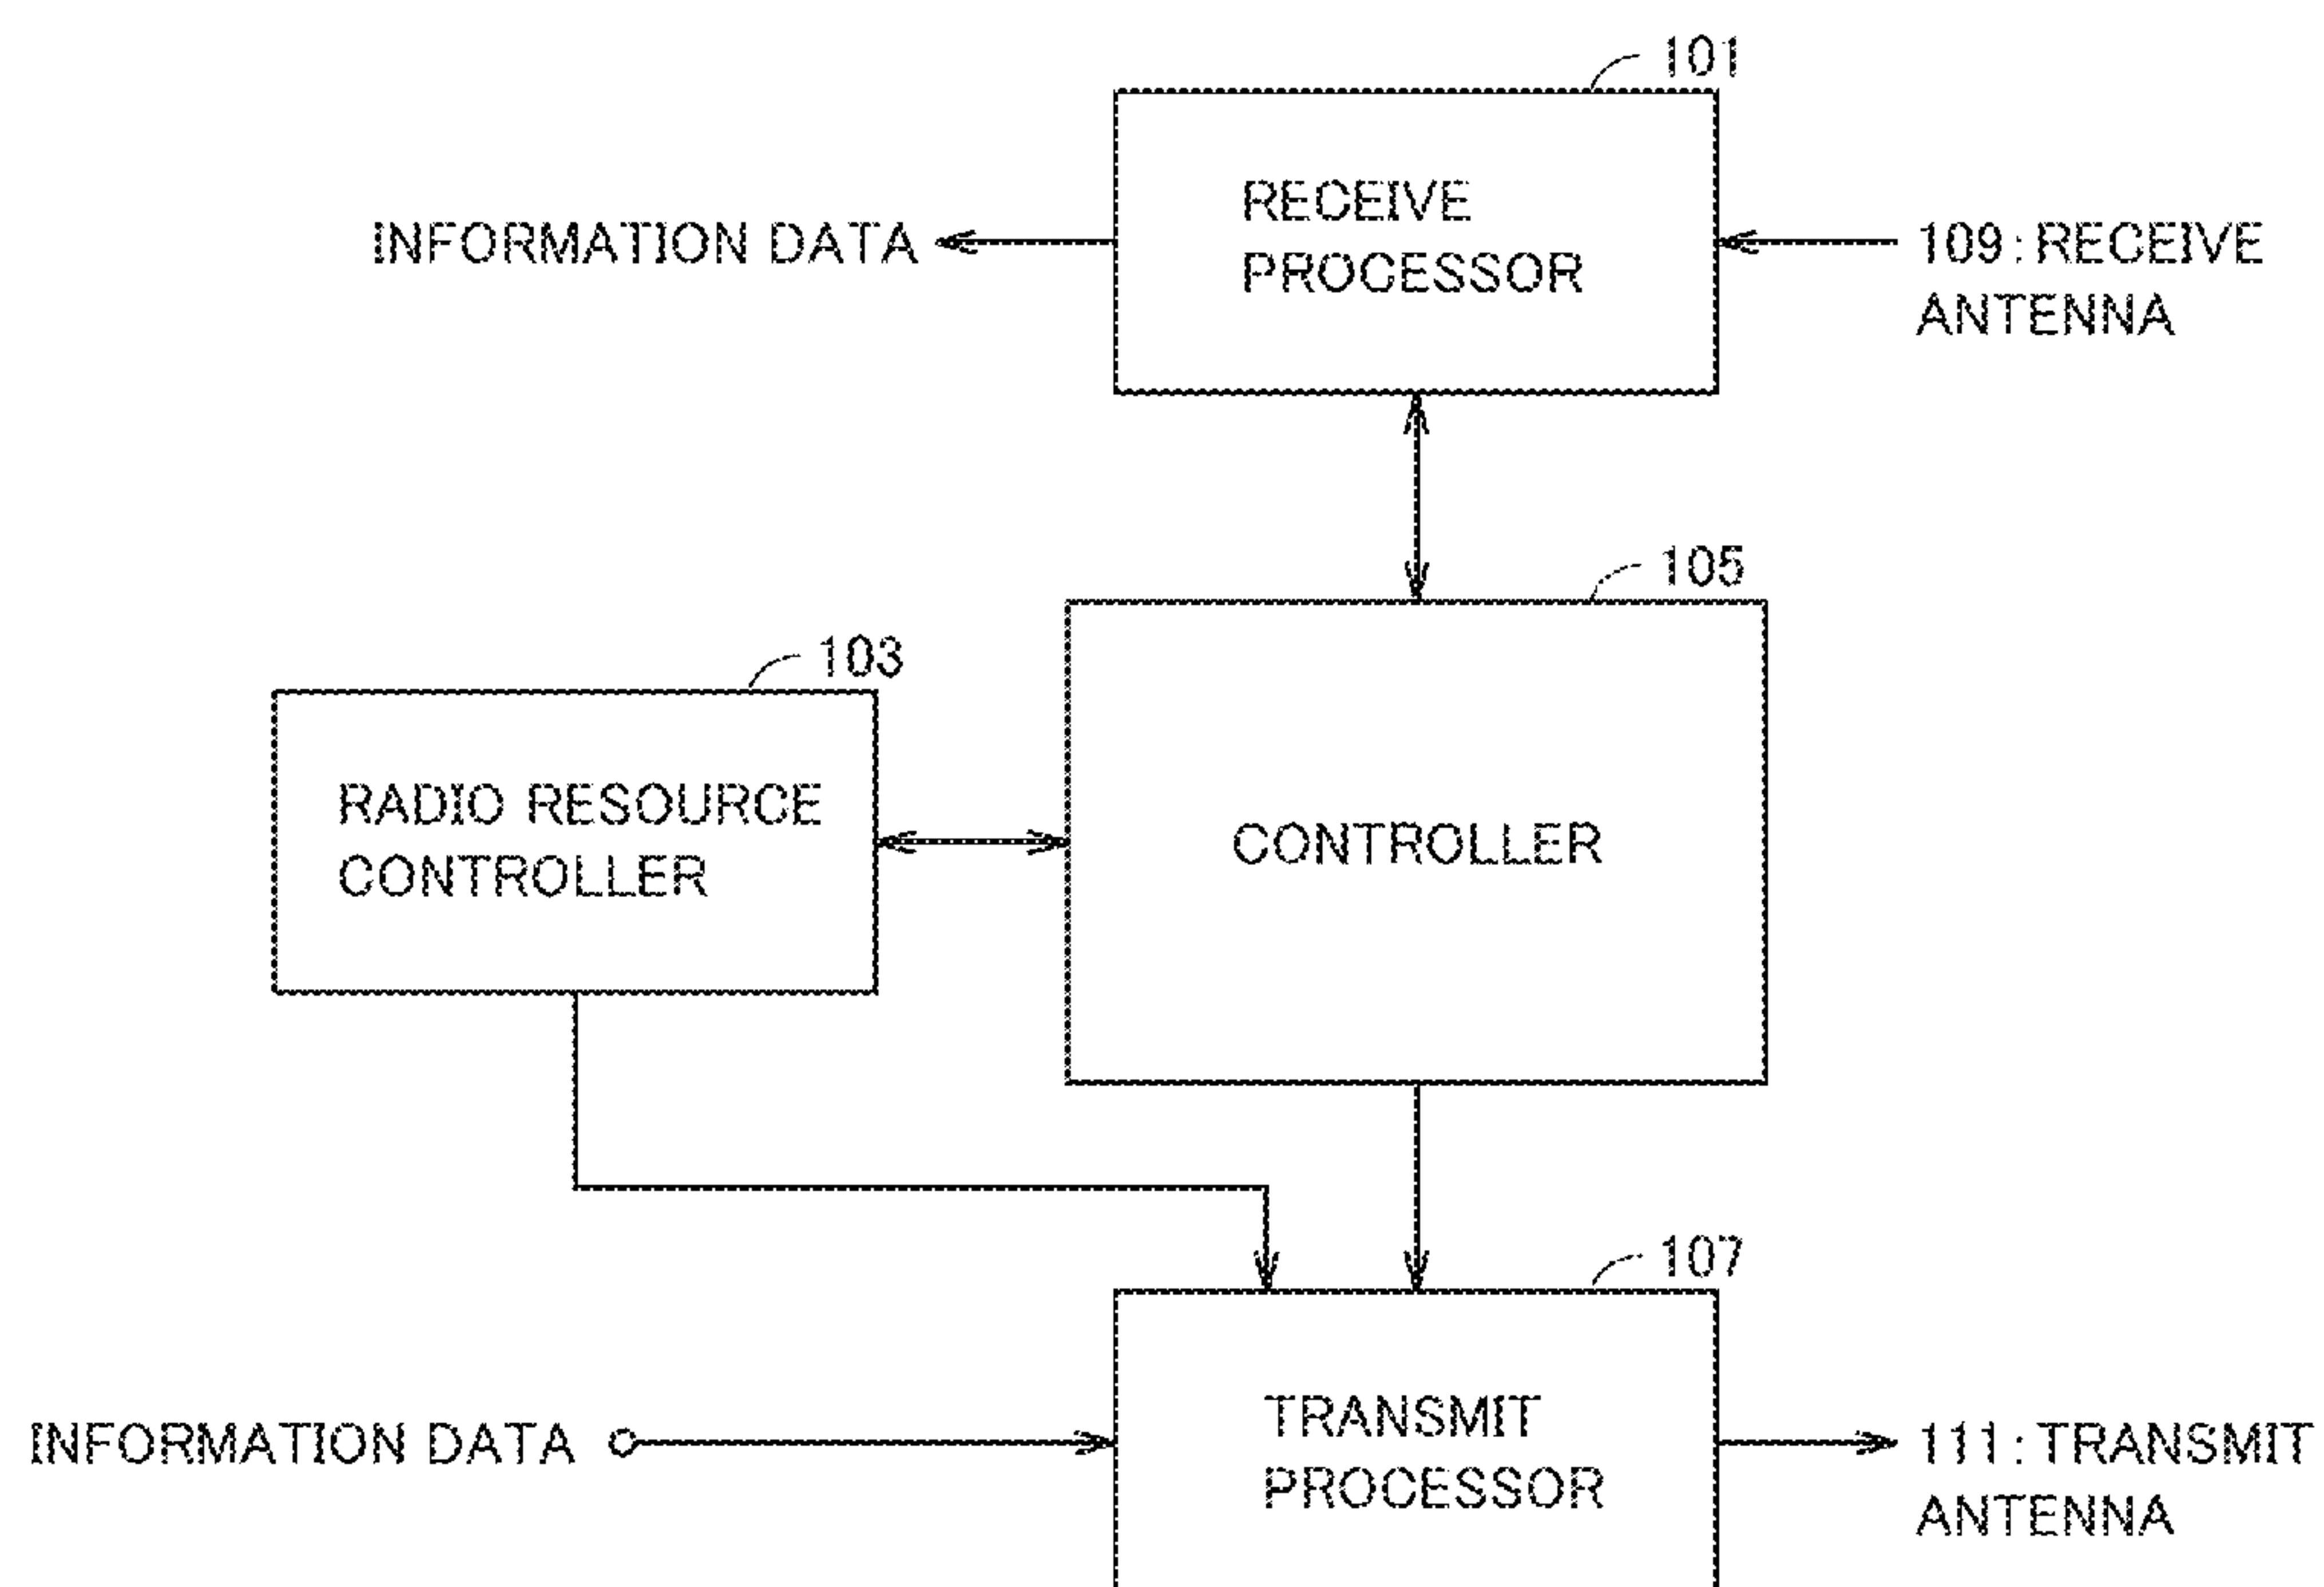 101
RECEIVE
PROCESSOR
INFORMATION DATA
109: RECEIVE
ANTENNA
105
103
RADIO RESOURCE
CONTROLLER
CONTROLLER
107
TRANSMIT
PROCESSOR
INFORMATION DATA
111: TRANSMIT
ANTENNA